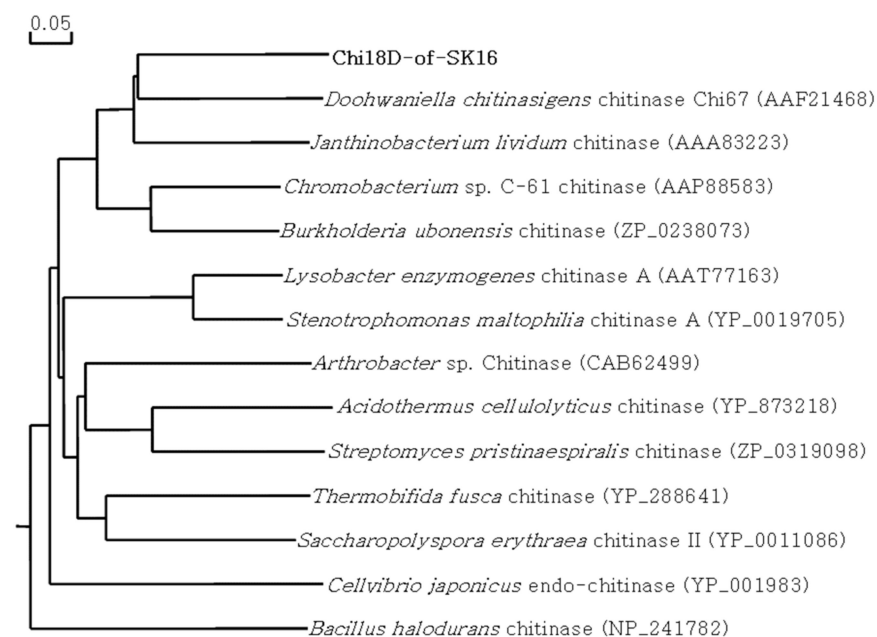 0.05
Chi18D-of-SK16
Doohwaniella chitinasigens chitinase Chi67 (AAF21468)
Janthinobacterium lividum chitinase (AAA83223)
Chromobacterium sp. C-61 chitinase (AAP88583)
Burkholderia ubonensis chitinase (ZP_0238073)
Lysobacter enzymogenes chitinase A (AAT77163)
Stenotrophomonas maltophilia chitinase A (YP_0019705)
Arthrobacter sp. Chitinase (CAB62499)
Acidothermus cellulolyticus chitinase (YP_873218)
Streptomyces pristinaespiralis chitinase (ZP_0319098)
Thermobifida fusca chitinase (YP_288641)
Saccharopolyspora erythraea chitinase II (YP_0011086)
Cellvibrio japonicus endo-chitinase (YP_001983)
Bacillus halodurans chitinase (NP_241782)